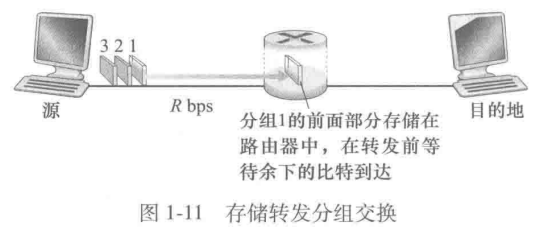 3 2 1
源
R bps
目的地
分组1的前面部分存储在
路由器中，在转发前等
待余下的比特到达
图 1-11 存储转发分组交换